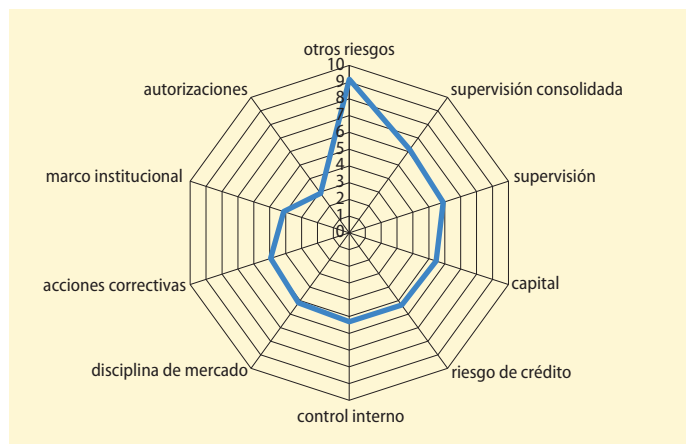 otros riesgos
10
9
8
7
6
5
4
3
2
1
0
supervisión consolidada
supervisión
capital
riesgo de crédito
control interno
disciplina de mercado
acciones correctivas
marco institucional
autorizaciones